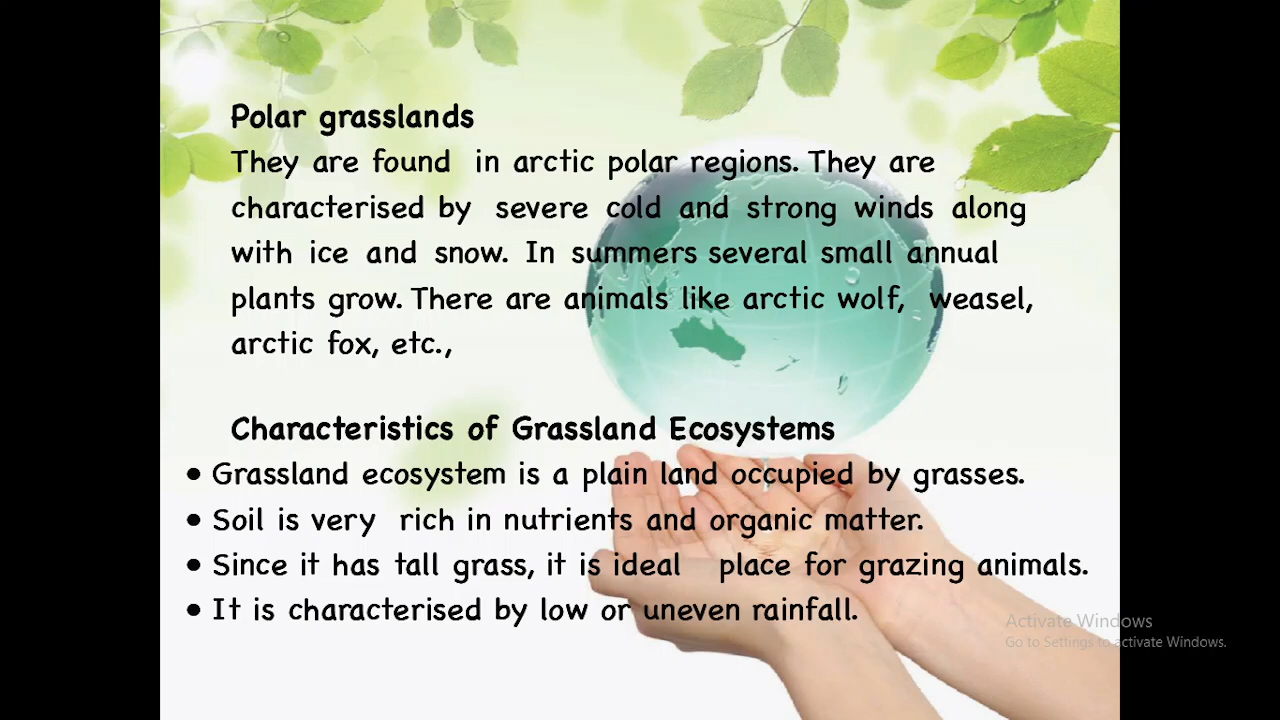 Polar grasslands
They are found in arctic polar regions. They are
characterised by severe cold and strong winds along
with ice and snow. In summers several small annual
plants grow. There are animals like arctic wolf, weasel,
arctic fox, etc.,
Characteristics of Grassland Ecosystems
• Grassland ecosystem is a plain land occupied by grasses.
• Soil is very rich in nutrients and organic matter.
• Since it has tall grass, it is ideal place for grazing animals.
• It is characterised by low or uneven rainfall.
Activate Windows
Go to Settings to activate Windows.